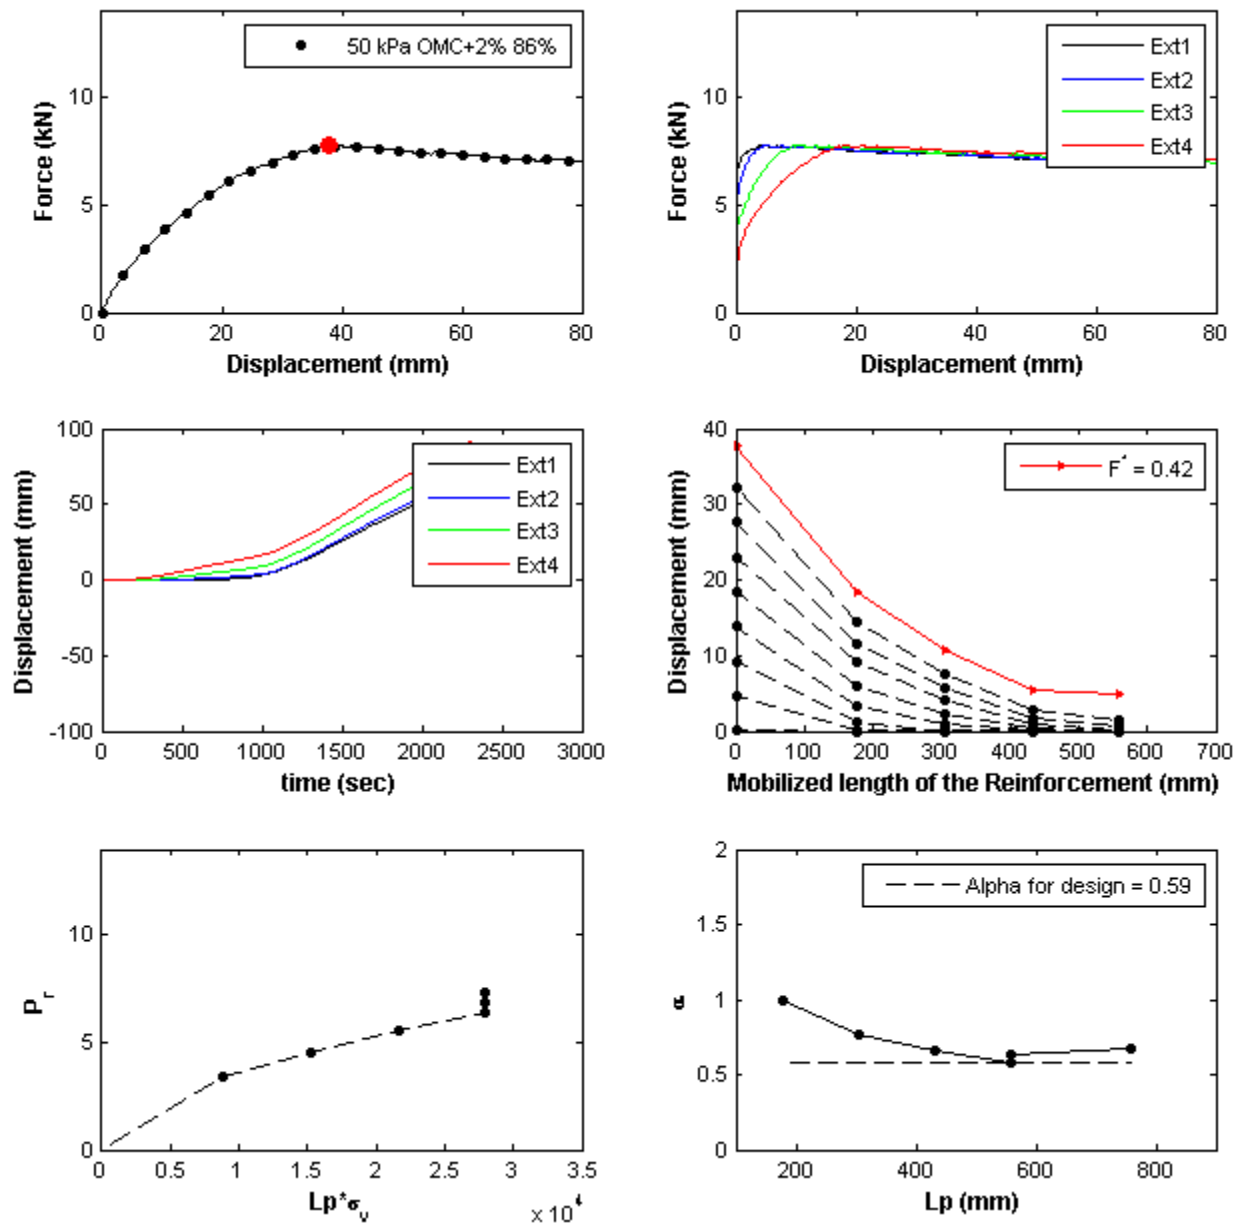 50 kPa OMC+2% 86%
Force (kN)
10
5
0
0 20 40 60 80
Displacement (mm)
Ext1
Ext2
Ext3
Ext4
Force (kN)
10
5
0
0 20 40 60 80
Displacement (mm)
Ext1
Ext2
Ext3
Ext4
Displacement (mm)
100
50
0
-50
-100
0 500 1000 1500 2000 2500 3000
time (sec)
F* = 0.42
Displacement (mm)
40
30
20
10
0
0 100 200 300 400 500 600 700
Mobilized length of the Reinforcement (mm)
P_r
10
5
0
0 0.5 1 1.5 2 2.5 3 3.5
Lp*σ_v
x 10^4
Alpha for design = 0.59
α
2
1.5
1
0.5
0
200 400 600 800
Lp (mm)